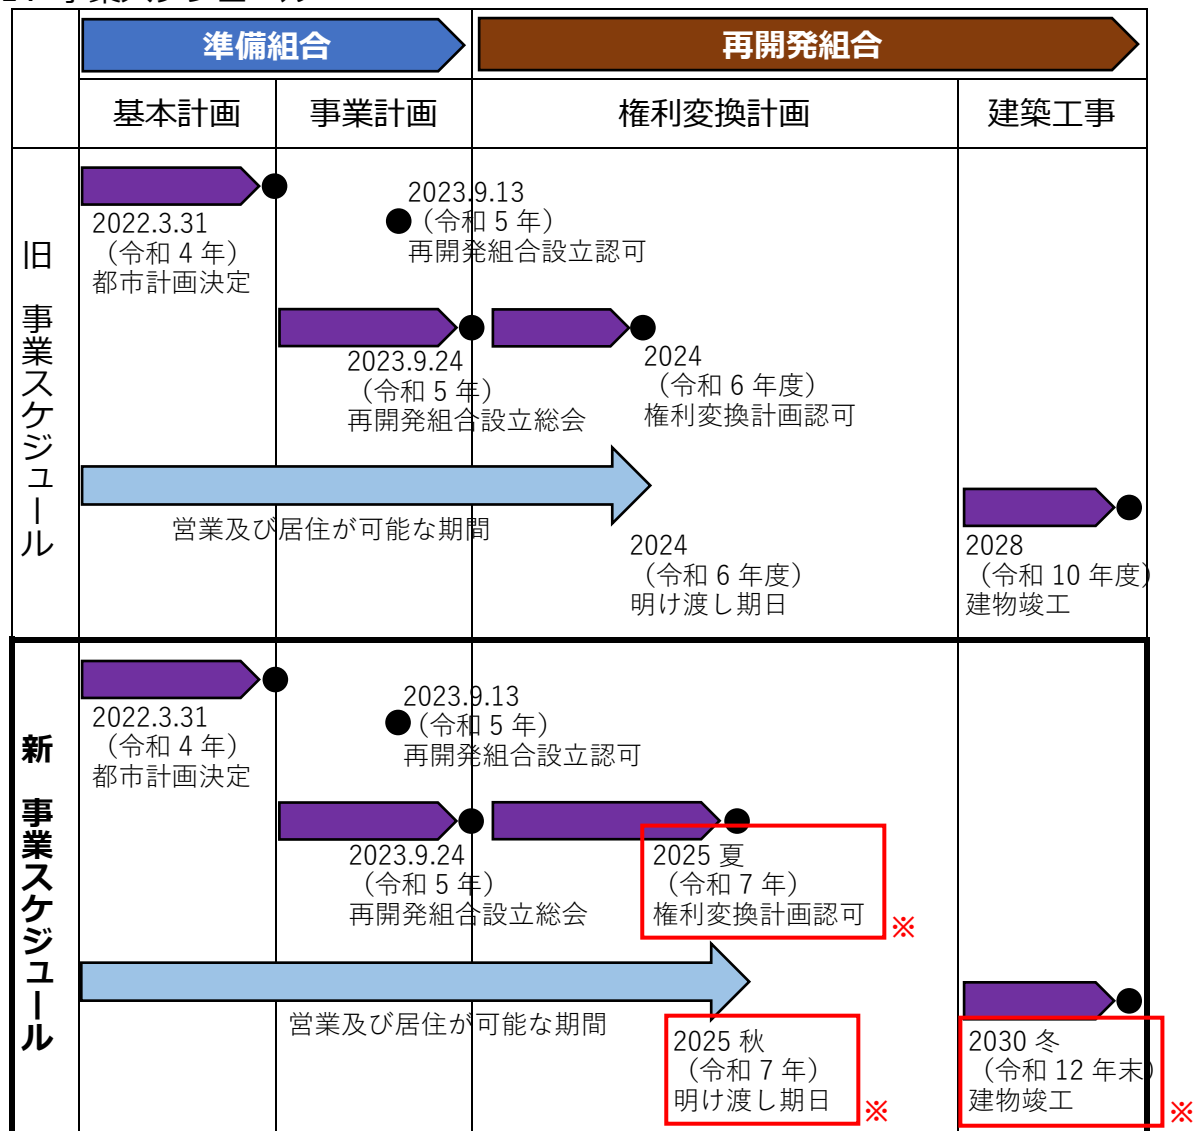 準備組合
再開発組合
基本計画
事業計画
権利変換計画
建築工事
旧 事業スケジュール
2022.3.31
（令和 4 年）
都市計画決定
2023.9.13
（令和 5 年）
再開発組合設立認可
2023.9.24
（令和 5 年）
再開発組合設立総会
2024
（令和 6 年度）
権利変換計画認可
営業及び居住が可能な期間
2024
（令和 6 年度）
明け渡し期日
2028
（令和 10 年度）
建物竣工
新 事業スケジュール
2022.3.31
（令和 4 年）
都市計画決定
2023.9.13
（令和 5 年）
再開発組合設立認可
2023.9.24
（令和 5 年）
再開発組合設立総会
2025 夏
（令和 7 年）
権利変換計画認可
※
営業及び居住が可能な期間
2025 秋
（令和 7 年）
明け渡し期日
※
2030 冬
（令和 12 年末）
建物竣工
※